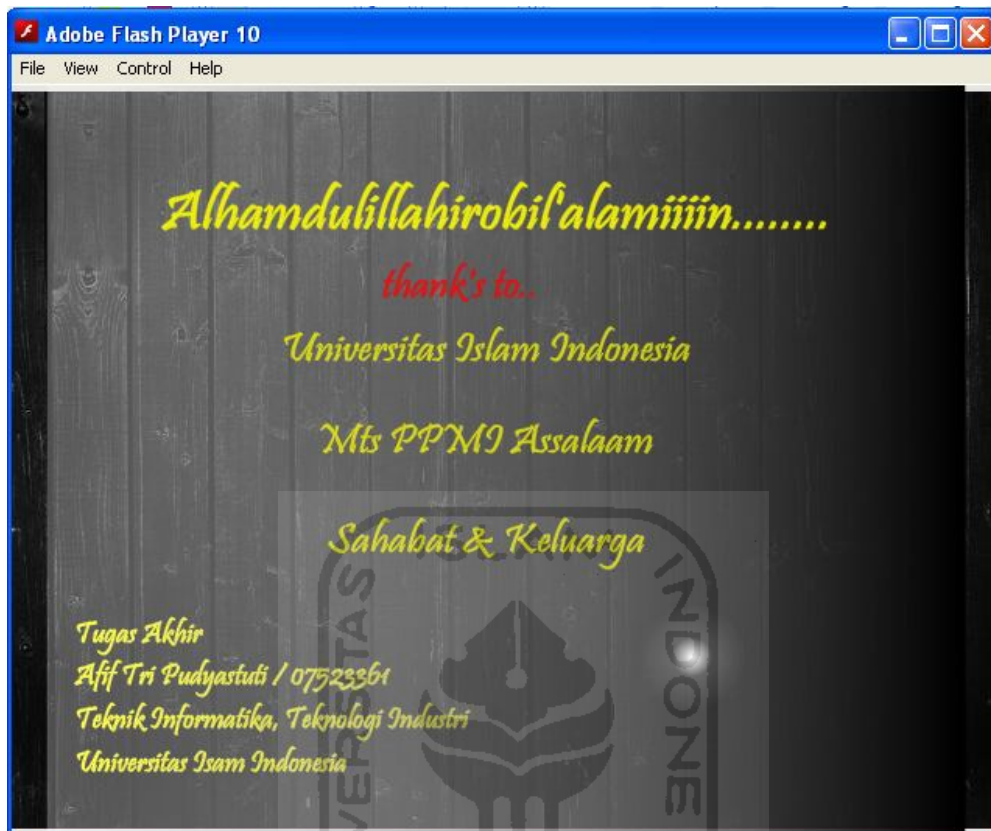 Adobe Flash Player 10
File View Control Help
Alhamdulillahirobil'alamiiiin........
thank's to..
Universitas Islam Indonesia
Mts PPMI Assalaam
Sahabat & Keluarga
Tugas Akhir
Afif Tri Pudyastuti / 07523361
Teknik Informatika, Teknologi Industri
Universitas Isam Indonesia